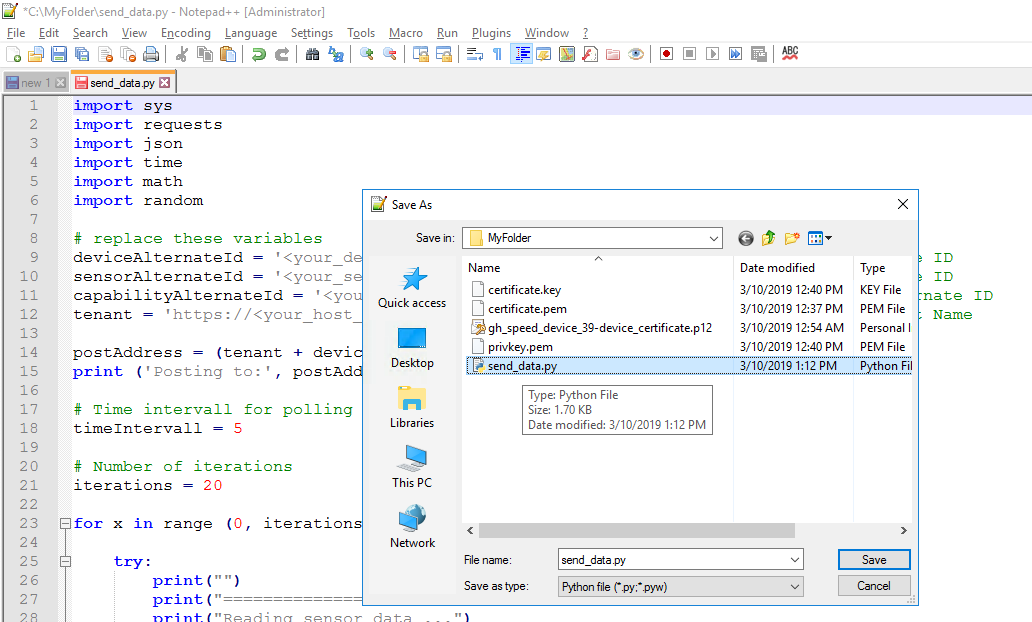 *C:\MyFolder\send_data.py - Notepad++ [Administrator]
File Edit Search View Encoding Language Settings Tools Macro Run Plugins Window ?
ABC
new 1 send_data.py
1 import sys
2 import requests
3 import json
4 import time
5 import math
6 import random
7
8 # replace these variables
9 deviceAlternateId = '<your_de ID
10 sensorAlternateId = '<your_se ID
11 capabilityAlternateId = '<you nate ID
12 tenant = 'https://<your_host_ t Name
13
14 postAddress = (tenant + devic
15 print ('Posting to:', postAdd
16
17 # Time intervall for polling
18 timeIntervall = 5
19
20 # Number of iterations
21 iterations = 20
22
23 for x in range (0, iterations
24
25 try:
26 print("")
27 print("==============
28 print("Reading sensor data ...")
Save As
Save in: MyFolder
Quick access
Desktop
Libraries
This PC
Network
Name Date modified Type
certificate.key 3/10/2019 12:40 PM KEY File
certificate.pem 3/10/2019 12:37 PM PEM File
gh_speed_device_39-device_certificate.p12 3/10/2019 12:54 AM Personal I
privkey.pem 3/10/2019 12:40 PM PEM File
send_data.py 3/10/2019 1:12 PM Python Fil
Type: Python File
Size: 1.70 KB
Date modified: 3/10/2019 1:12 PM
File name: send_data.py Save
Save as type: Python file (*.py;*.pyw) Cancel